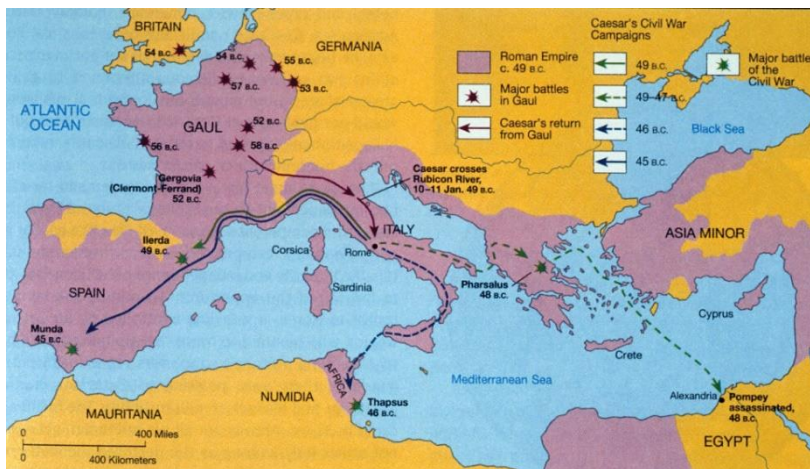 BRITAIN
54 B.C.
GERMANIA
54 B.C.
55 B.C.
57 B.C.
53 B.C.
ATLANTIC
OCEAN
GAUL
52 B.C.
56 B.C.
58 B.C.
Gergovia
(Clermont-Ferrand)
52 B.C.
Roman Empire
c. 49 B.C.
Major battles
in Gaul
Caesar's return
from Gaul
Caesar's Civil War
Campaigns
49 B.C.
49–47 B.C.
46 B.C.
45 B.C.
Major battle
of the
Civil War
Black Sea
Caesar crosses
Rubicon River,
10–11 Jan. 49 B.C.
Ilerda
49 B.C.
Corsica
ITALY
Rome
ASIA MINOR
SPAIN
Sardinia
Pharsalus
48 B.C.
Munda
45 B.C.
Cyprus
Crete
AFRICA
Mediterranean Sea
NUMIDIA
Thapsus
46 B.C.
MAURITANIA
Alexandria
Pompey
assassinated,
48 B.C.
EGYPT
0
400 Miles
0
400 Kilometers